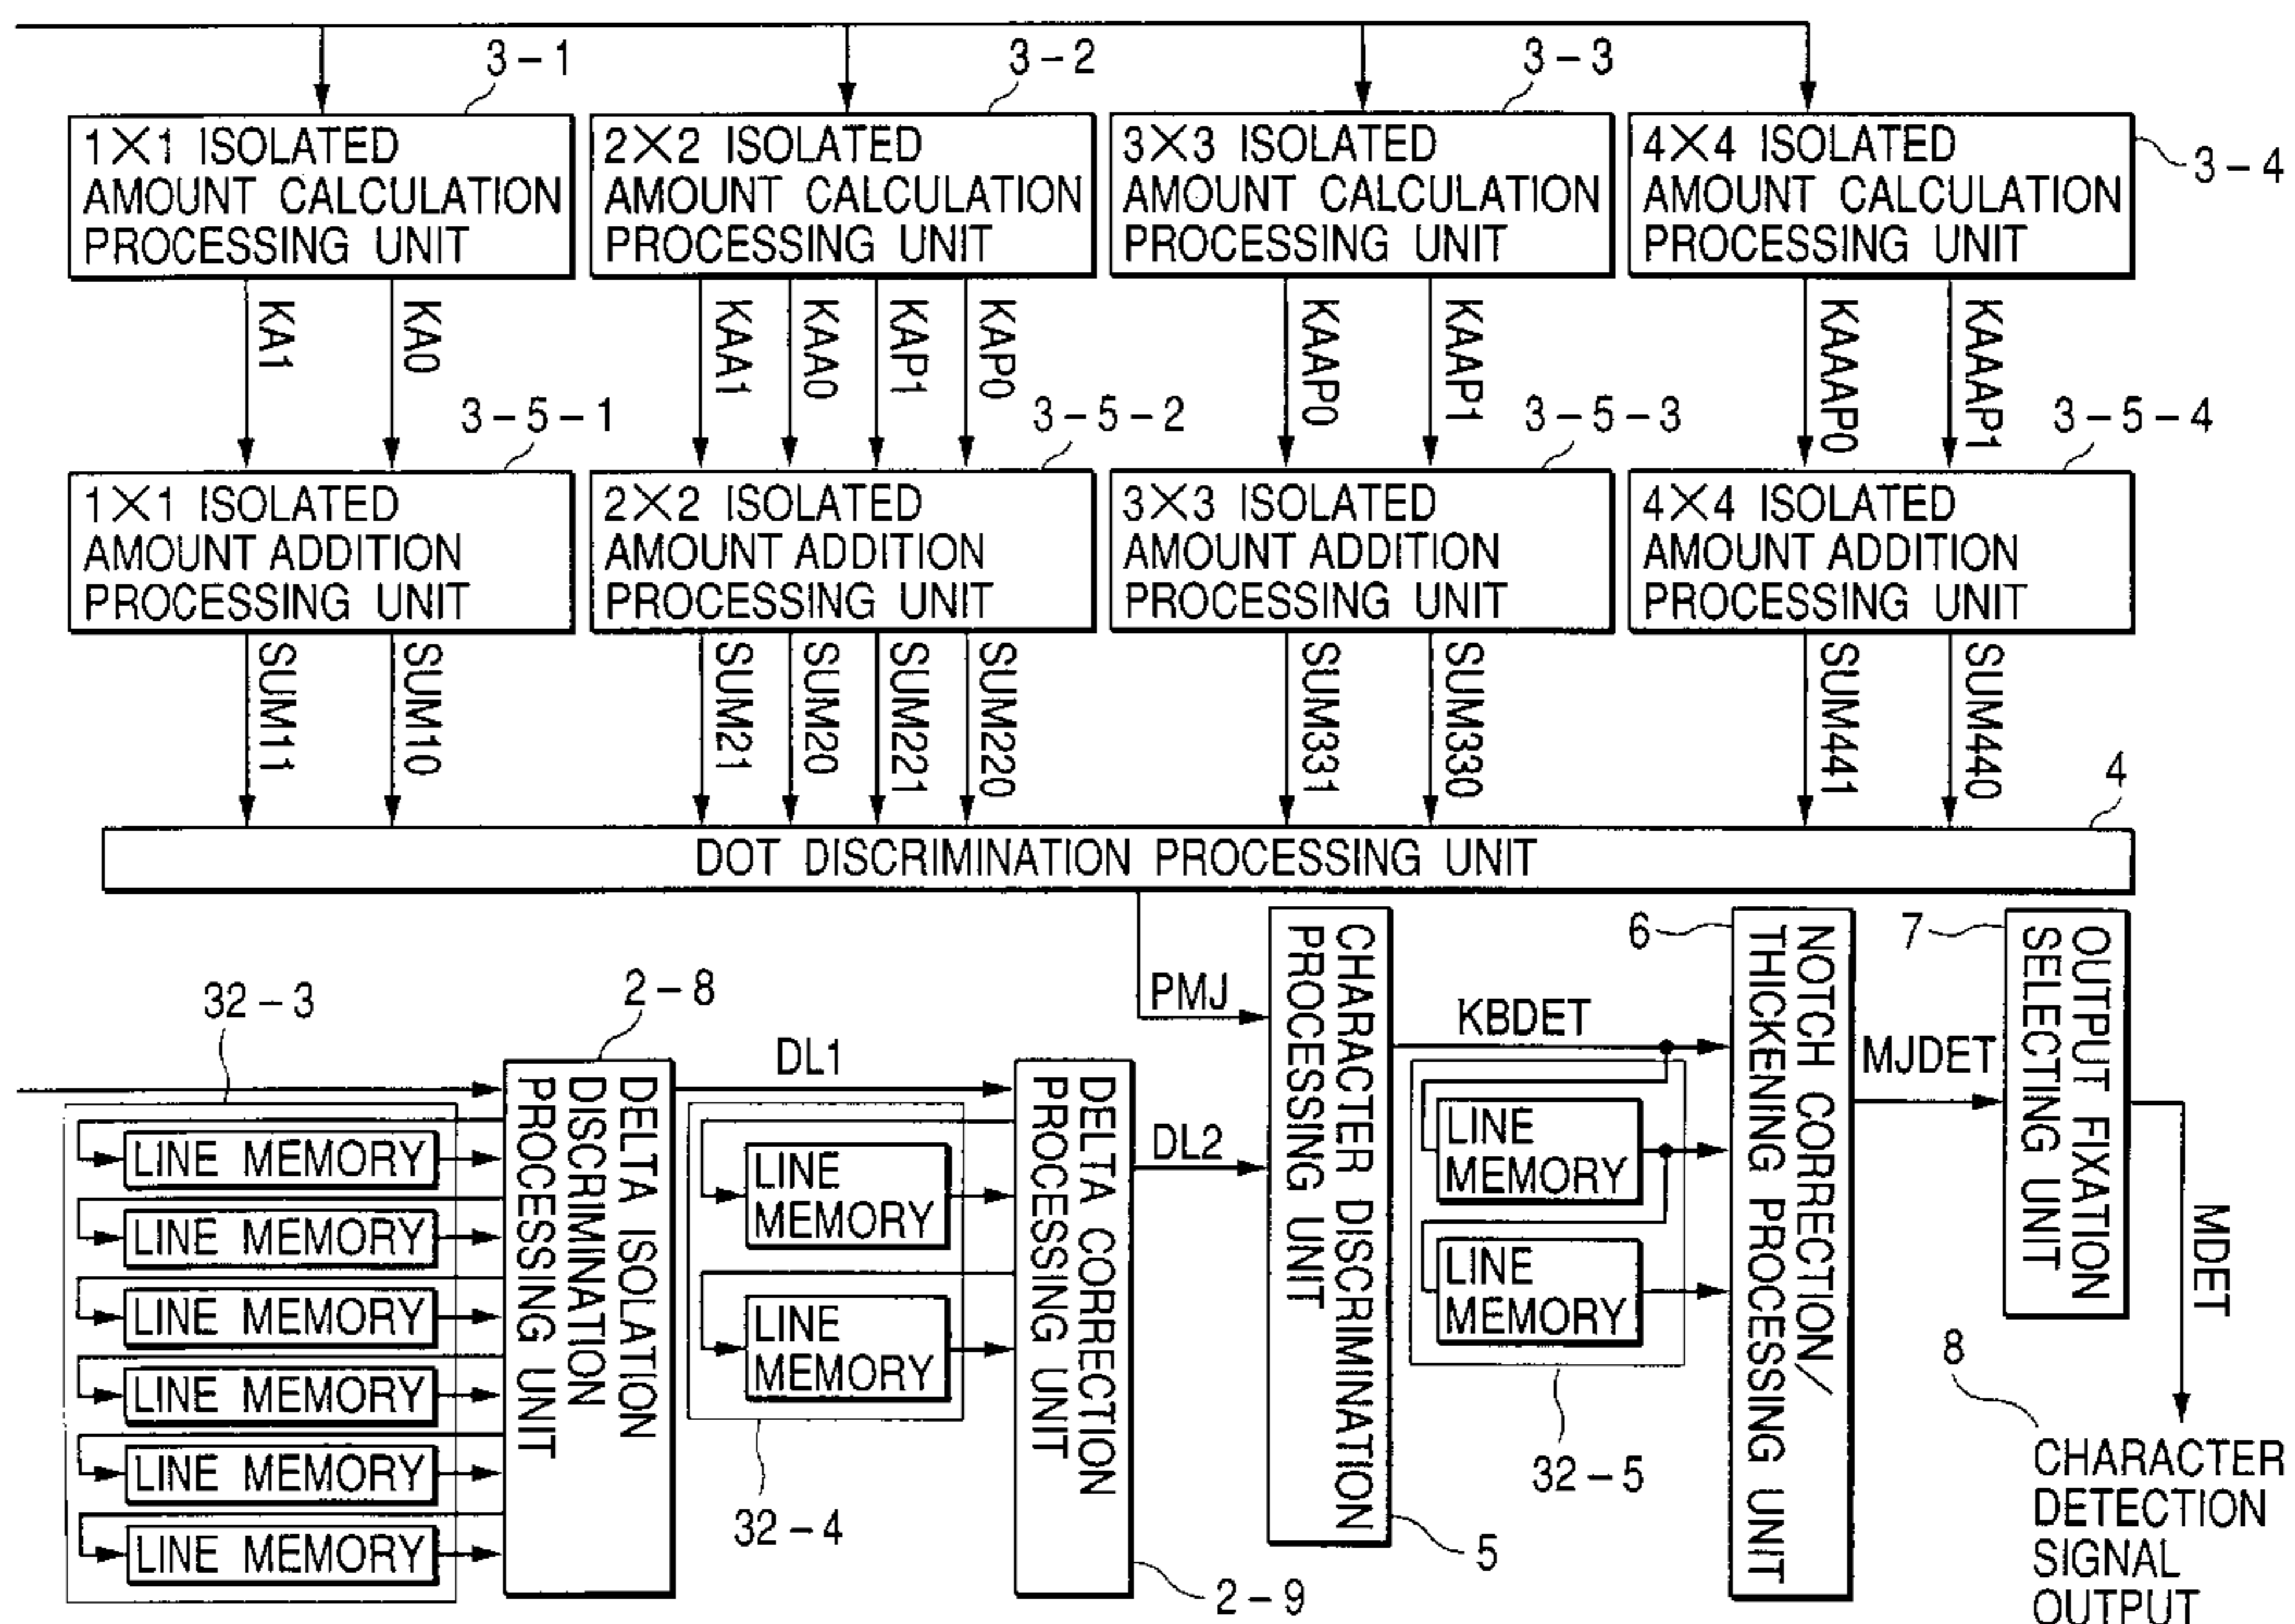 3-1
3-2
3-3
3-4
1×1 ISOLATED
AMOUNT CALCULATION
PROCESSING UNIT
2×2 ISOLATED
AMOUNT CALCULATION
PROCESSING UNIT
3×3 ISOLATED
AMOUNT CALCULATION
PROCESSING UNIT
4×4 ISOLATED
AMOUNT CALCULATION
PROCESSING UNIT
KA1
KA0
KAA1
KAA0
KAP1
KAP0
KAAP0
KAAP1
KAAAP0
KAAAP1
3-5-1
3-5-2
3-5-3
3-5-4
1×1 ISOLATED
AMOUNT ADDITION
PROCESSING UNIT
2×2 ISOLATED
AMOUNT ADDITION
PROCESSING UNIT
3×3 ISOLATED
AMOUNT ADDITION
PROCESSING UNIT
4×4 ISOLATED
AMOUNT ADDITION
PROCESSING UNIT
SUM11
SUM10
SUM21
SUM20
SUM221
SUM220
SUM331
SUM330
SUM441
SUM440
4
DOT DISCRIMINATION PROCESSING UNIT
32-3
LINE MEMORY
LINE MEMORY
LINE MEMORY
LINE MEMORY
LINE MEMORY
LINE MEMORY
2-8
DELTA ISOLATION
DISCRIMINATION
PROCESSING UNIT
DL1
LINE
MEMORY
LINE
MEMORY
32-4
DELTA CORRECTION
PROCESSING UNIT
2-9
PMJ
DL2
CHARACTER DISCRIMINATION
PROCESSING UNIT
5
KBDET
LINE
MEMORY
LINE
MEMORY
32-5
6
NOTCH CORRECTION/
THICKENING PROCESSING UNIT
MJDET
7
OUTPUT FIXATION
SELECTING UNIT
MDET
8
CHARACTER
DETECTION
SIGNAL
OUTPUT